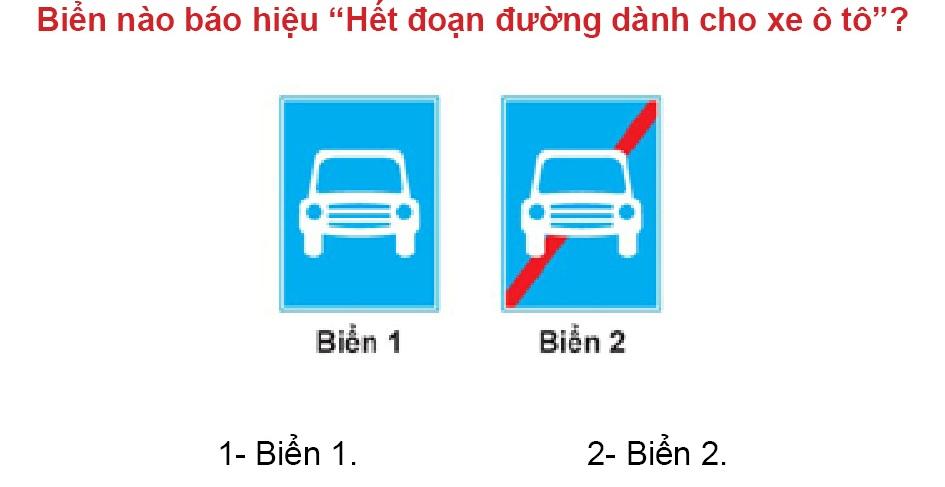 Biển nào báo hiệu “Hết đoạn đường dành cho xe ô tô”?
Biển 1 Biển 2
1- Biển 1. 2- Biển 2.